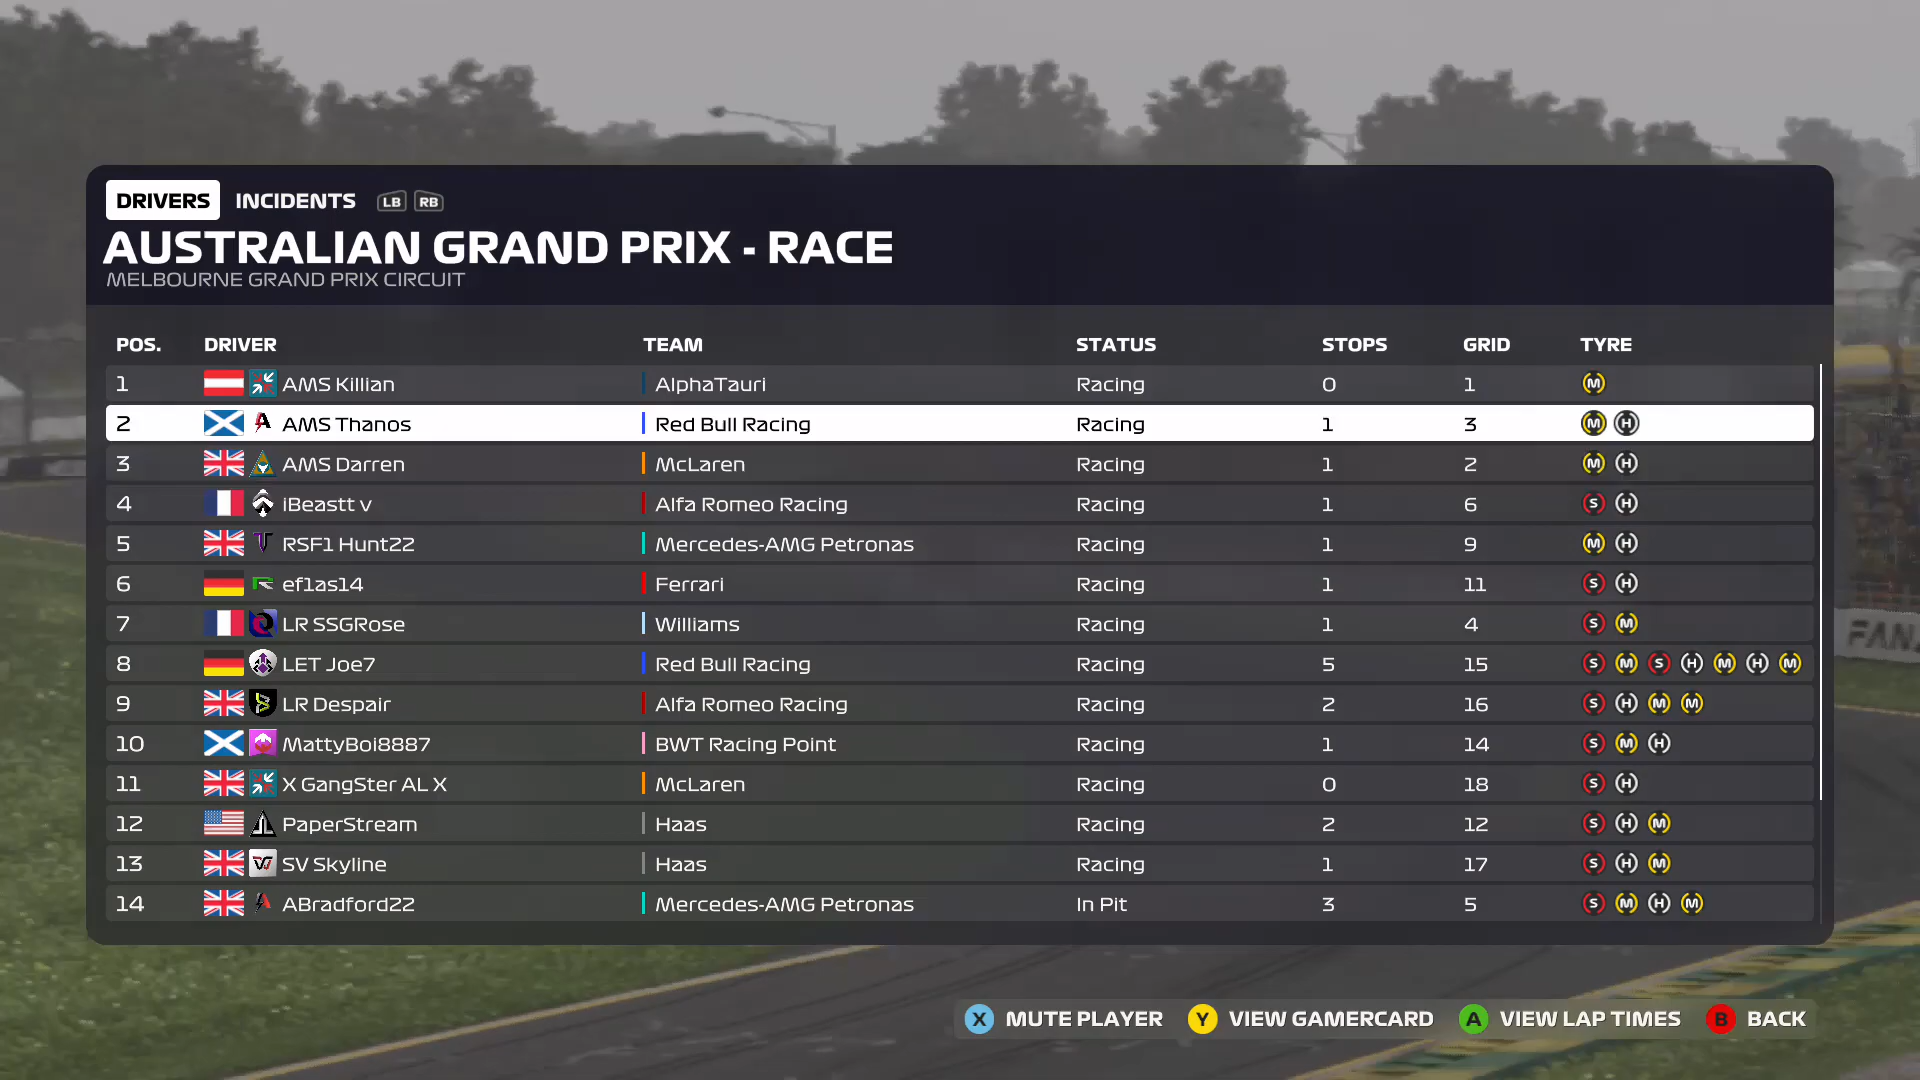 DRIVERS INCIDENTS LB RB
AUSTRALIAN GRAND PRIX - RACE
MELBOURNE GRAND PRIX CIRCUIT
POS. DRIVER TEAM STATUS STOPS GRID TYRE
1 AMS Killian AlphaTauri Racing 0 1 M
2 AMS Thanos Red Bull Racing Racing 1 3 M H
3 AMS Darren McLaren Racing 1 2 M H
4 iBeastt v Alfa Romeo Racing Racing 1 6 S H
5 RSF1 Hunt22 Mercedes-AMG Petronas Racing 1 9 M H
6 ef1as14 Ferrari Racing 1 11 S H
7 LR SSGRose Williams Racing 1 4 S M
8 LET Joe7 Red Bull Racing Racing 5 15 S M S H M H M
9 LR Despair Alfa Romeo Racing Racing 2 16 S H M M
10 MattyBoi8887 BWT Racing Point Racing 1 14 S M H
11 X GangSter AL X McLaren Racing 0 18 S H
12 PaperStream Haas Racing 2 12 S H M
13 SV Skyline Haas Racing 1 17 S H M
14 ABradford22 Mercedes-AMG Petronas In Pit 3 5 S M H M
X MUTE PLAYER Y VIEW GAMERCARD A VIEW LAP TIMES B BACK